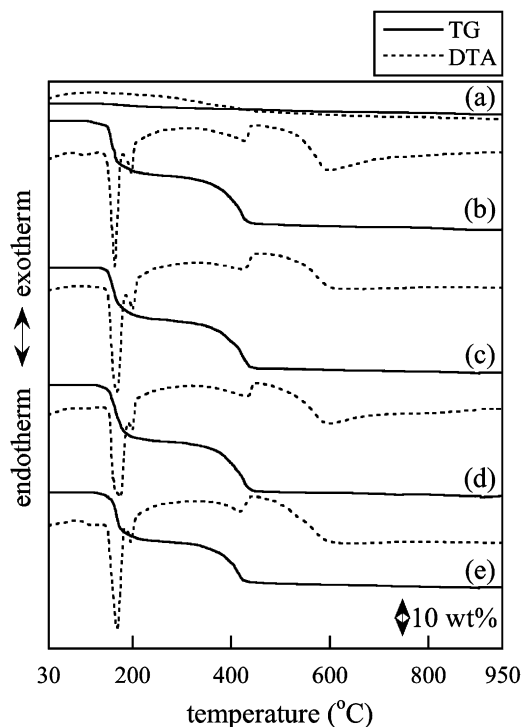 TG
DTA
(a)
(b)
(c)
(d)
(e)
endotherm exotherm
10 wt%
30 200 400 600 800 950
temperature (°C)